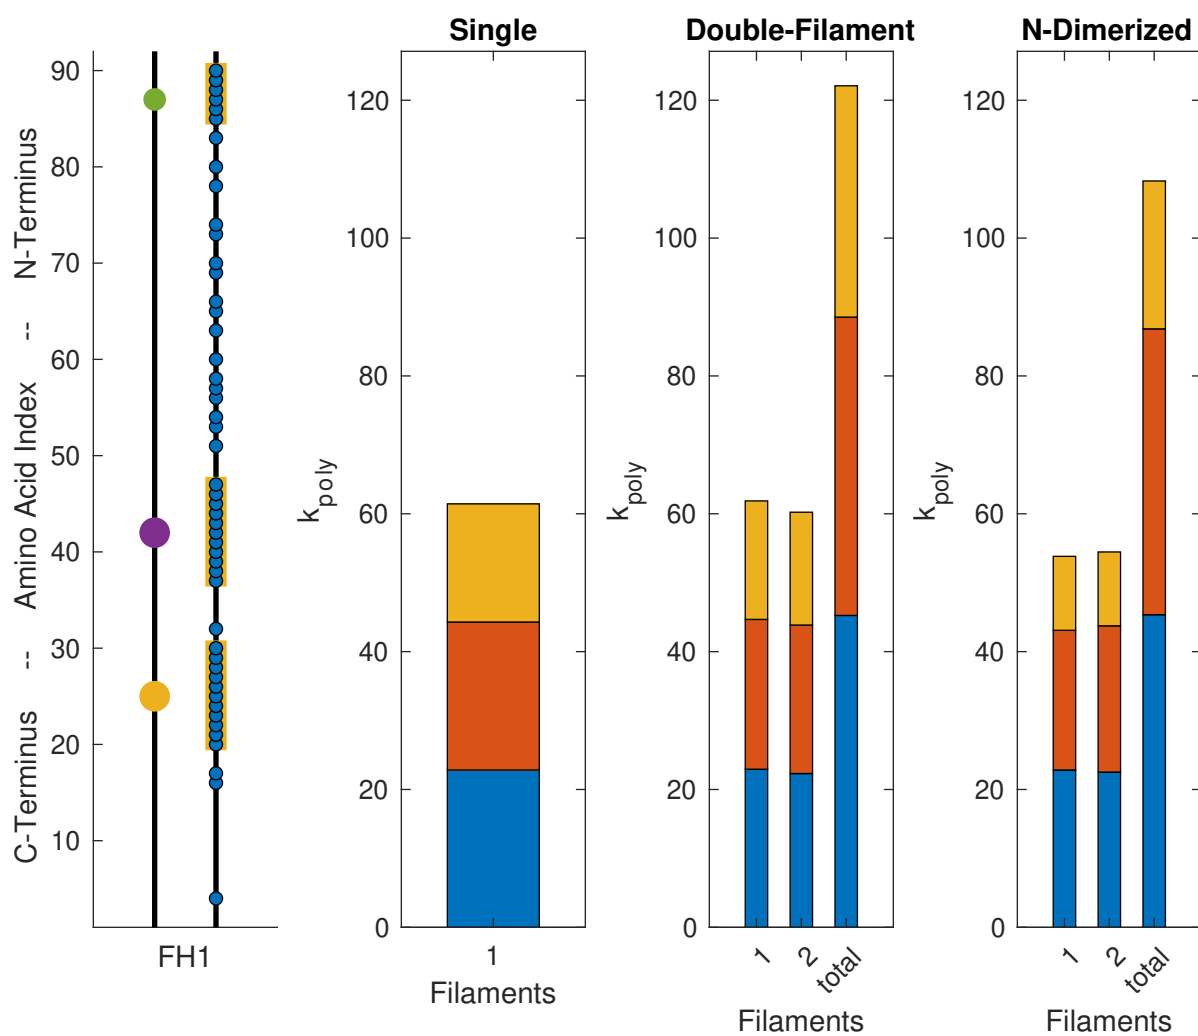 Single
Double-Filament
N-Dimerized
C-Terminus -- Amino Acid Index -- N-Terminus
90
80
70
60
50
40
30
20
10
FH1
k_poly
120
100
80
60
40
20
0
1
Filaments
k_poly
120
100
80
60
40
20
0
1
2
total
Filaments
k_poly
120
100
80
60
40
20
0
1
2
total
Filaments